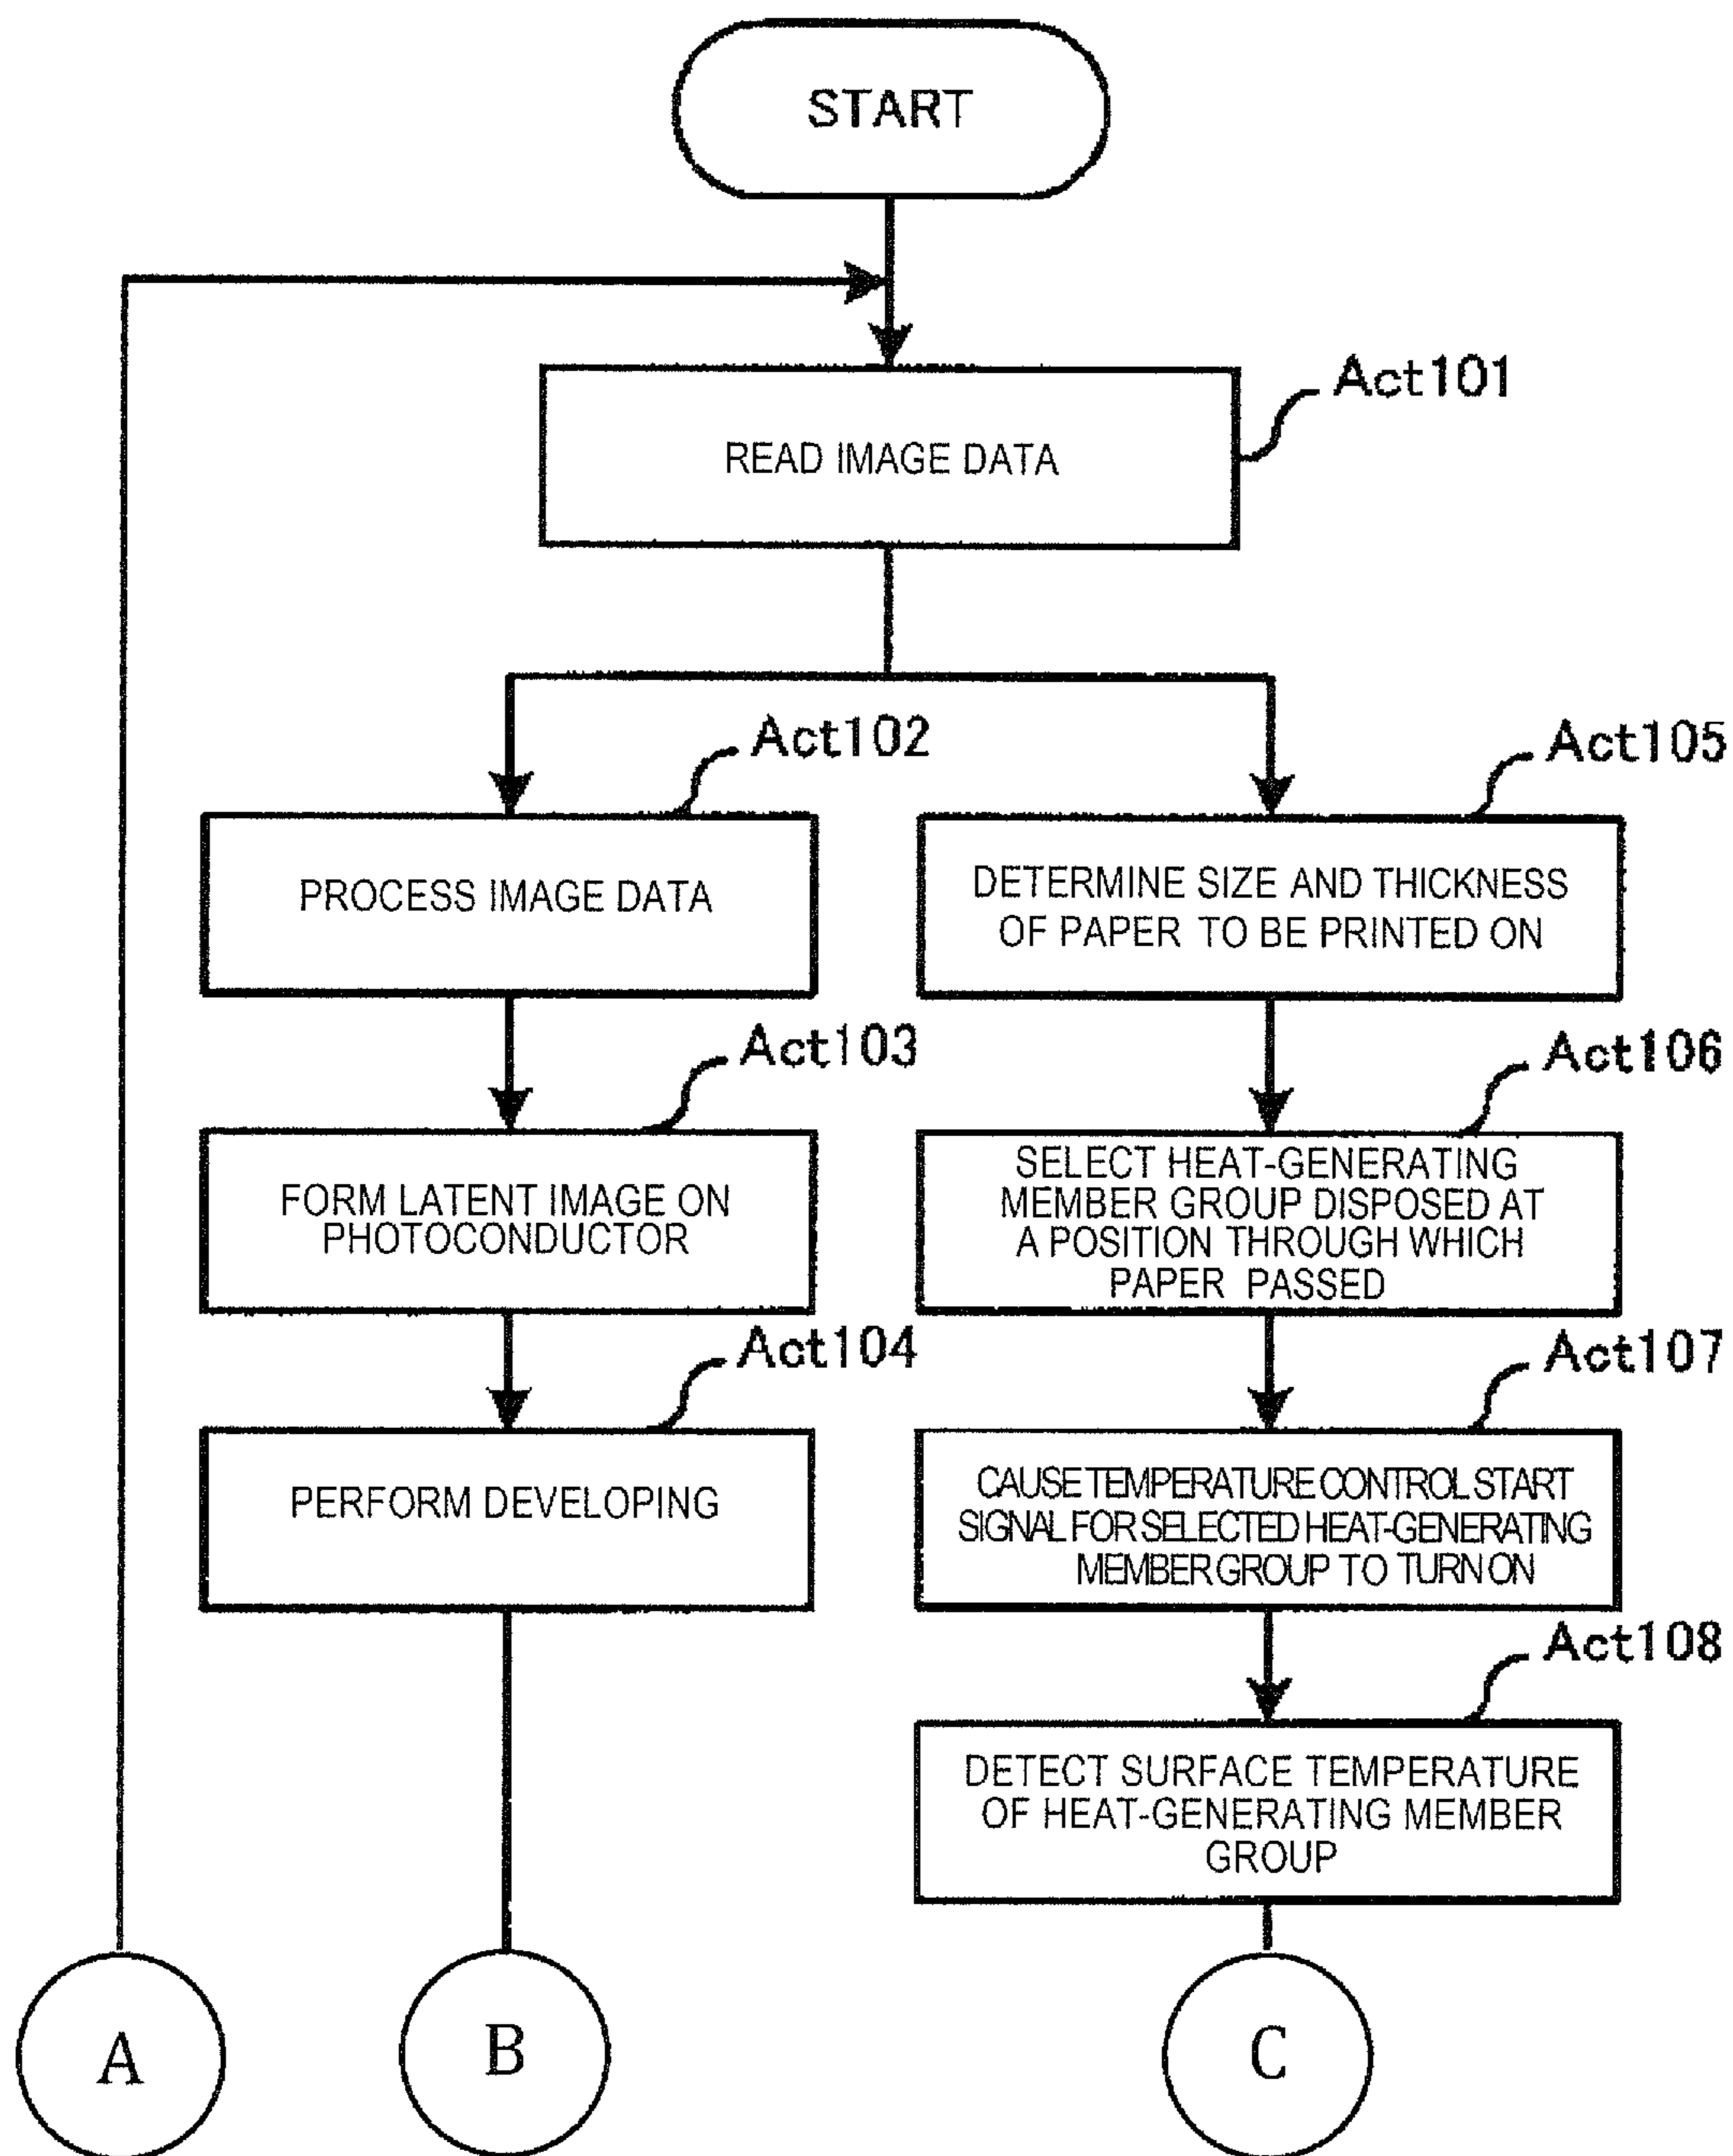 START
Act101
READ IMAGE DATA
Act102
PROCESS IMAGE DATA
Act103
FORM LATENT IMAGE ON
PHOTOCONDUCTOR
Act104
PERFORM DEVELOPING
Act105
DETERMINE SIZE AND THICKNESS
OF PAPER TO BE PRINTED ON
Act106
SELECT HEAT-GENERATING
MEMBER GROUP DISPOSED AT
A POSITION THROUGH WHICH
PAPER PASSED
Act107
CAUSE TEMPERATURE CONTROL START
SIGNAL FOR SELECTED HEAT-GENERATING
MEMBER GROUP TO TURN ON
Act108
DETECT SURFACE TEMPERATURE
OF HEAT-GENERATING MEMBER
GROUP
A
B
C